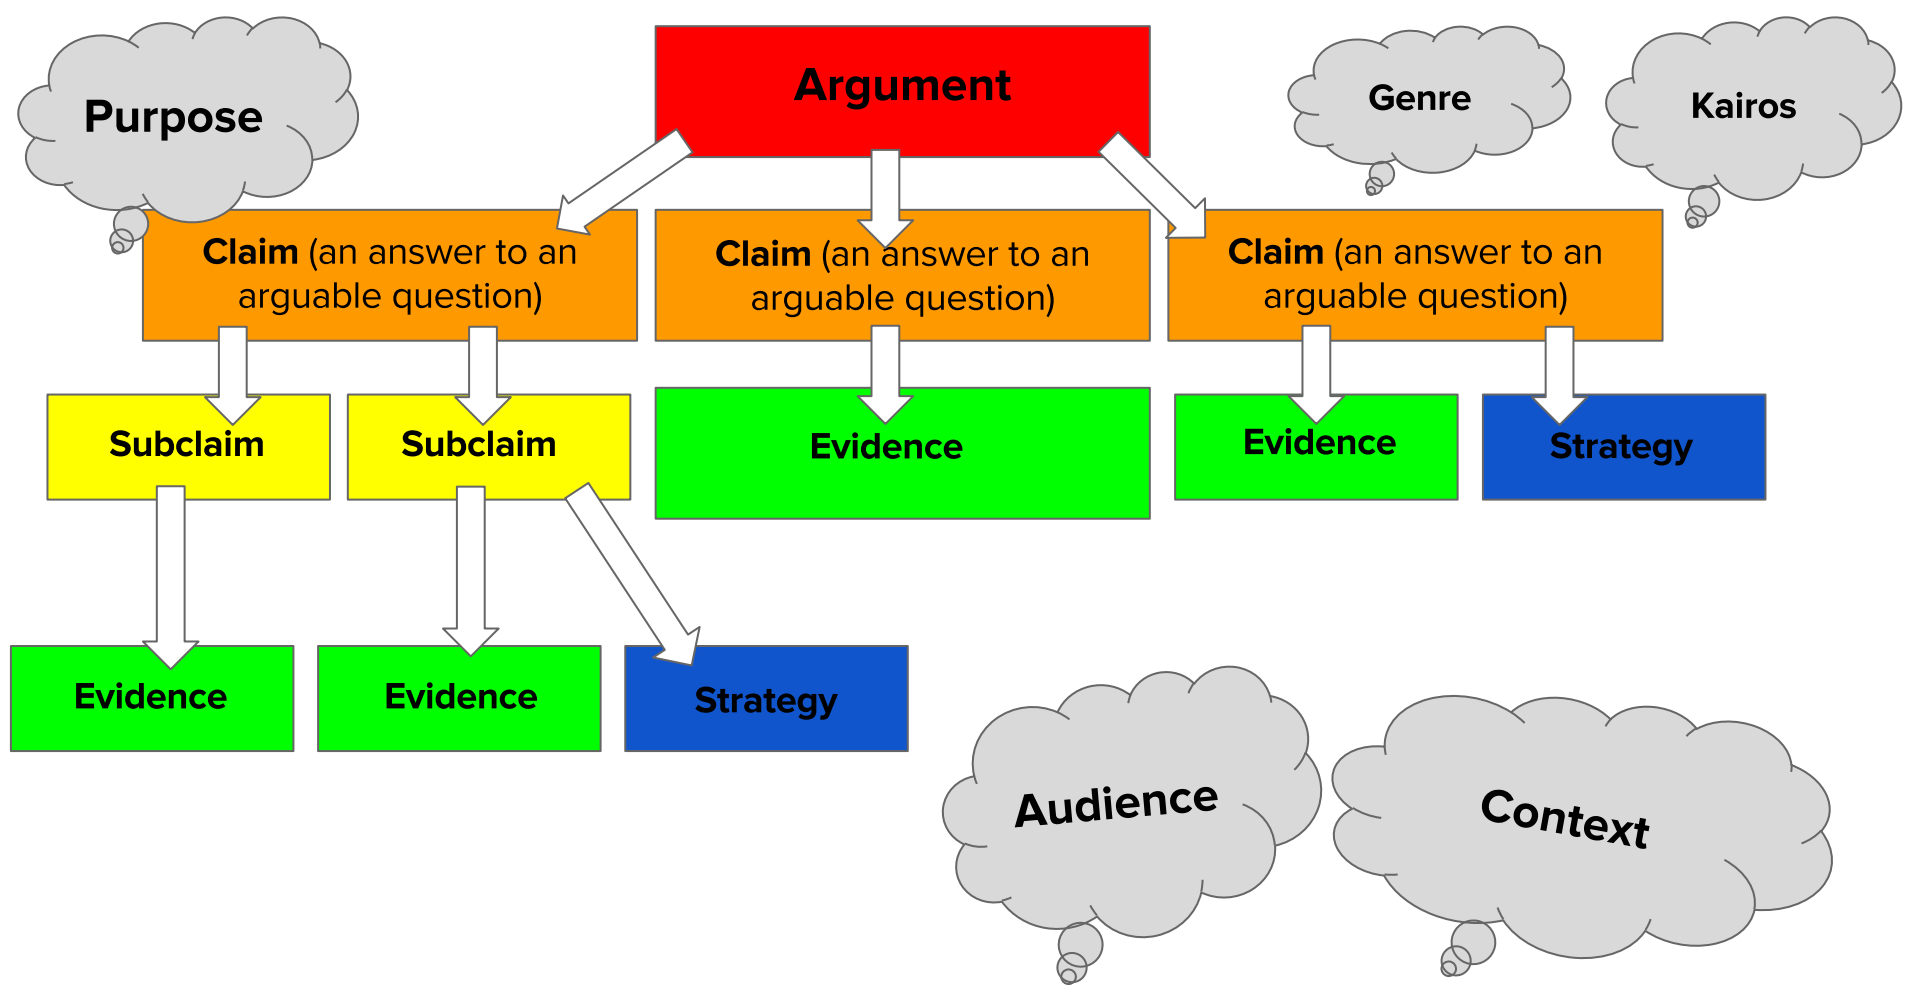 Purpose
Argument
Genre
Kairos
Claim (an answer to an
arguable question)
Claim (an answer to an
arguable question)
Claim (an answer to an
arguable question)
Subclaim
Subclaim
Evidence
Evidence
Strategy
Evidence
Evidence
Strategy
Audience
Context